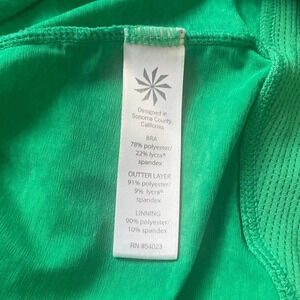 Designed in
Sonoma County,
California
BRA
78% polyester/
22% lycra®
spandex
OUTTER LAYER
91% polyester/
9% lycra®
spandex
LINNING
90% polyester/
10% spandex
RN #54023